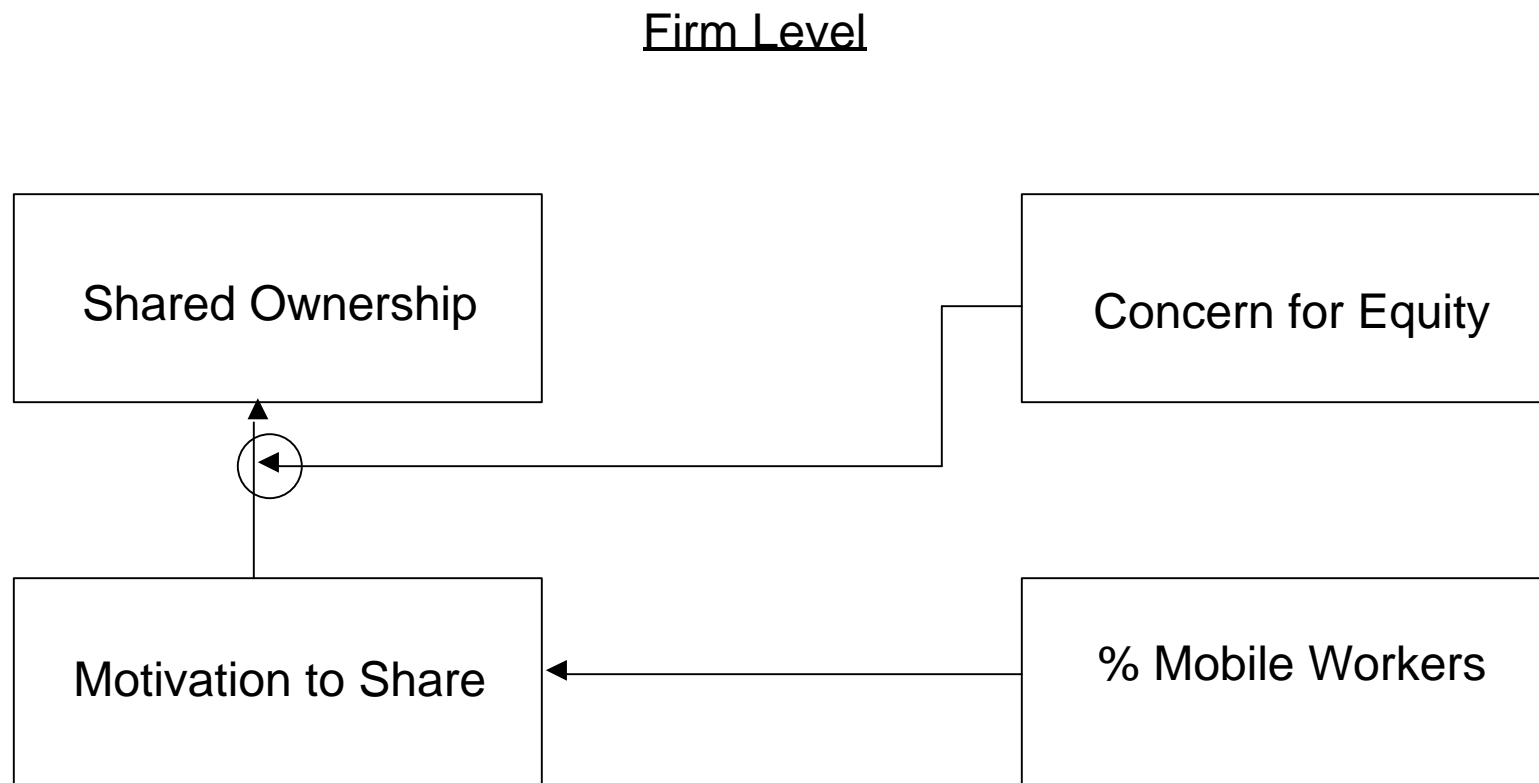 Firm Level
Shared Ownership
Concern for Equity
Motivation to Share
% Mobile Workers